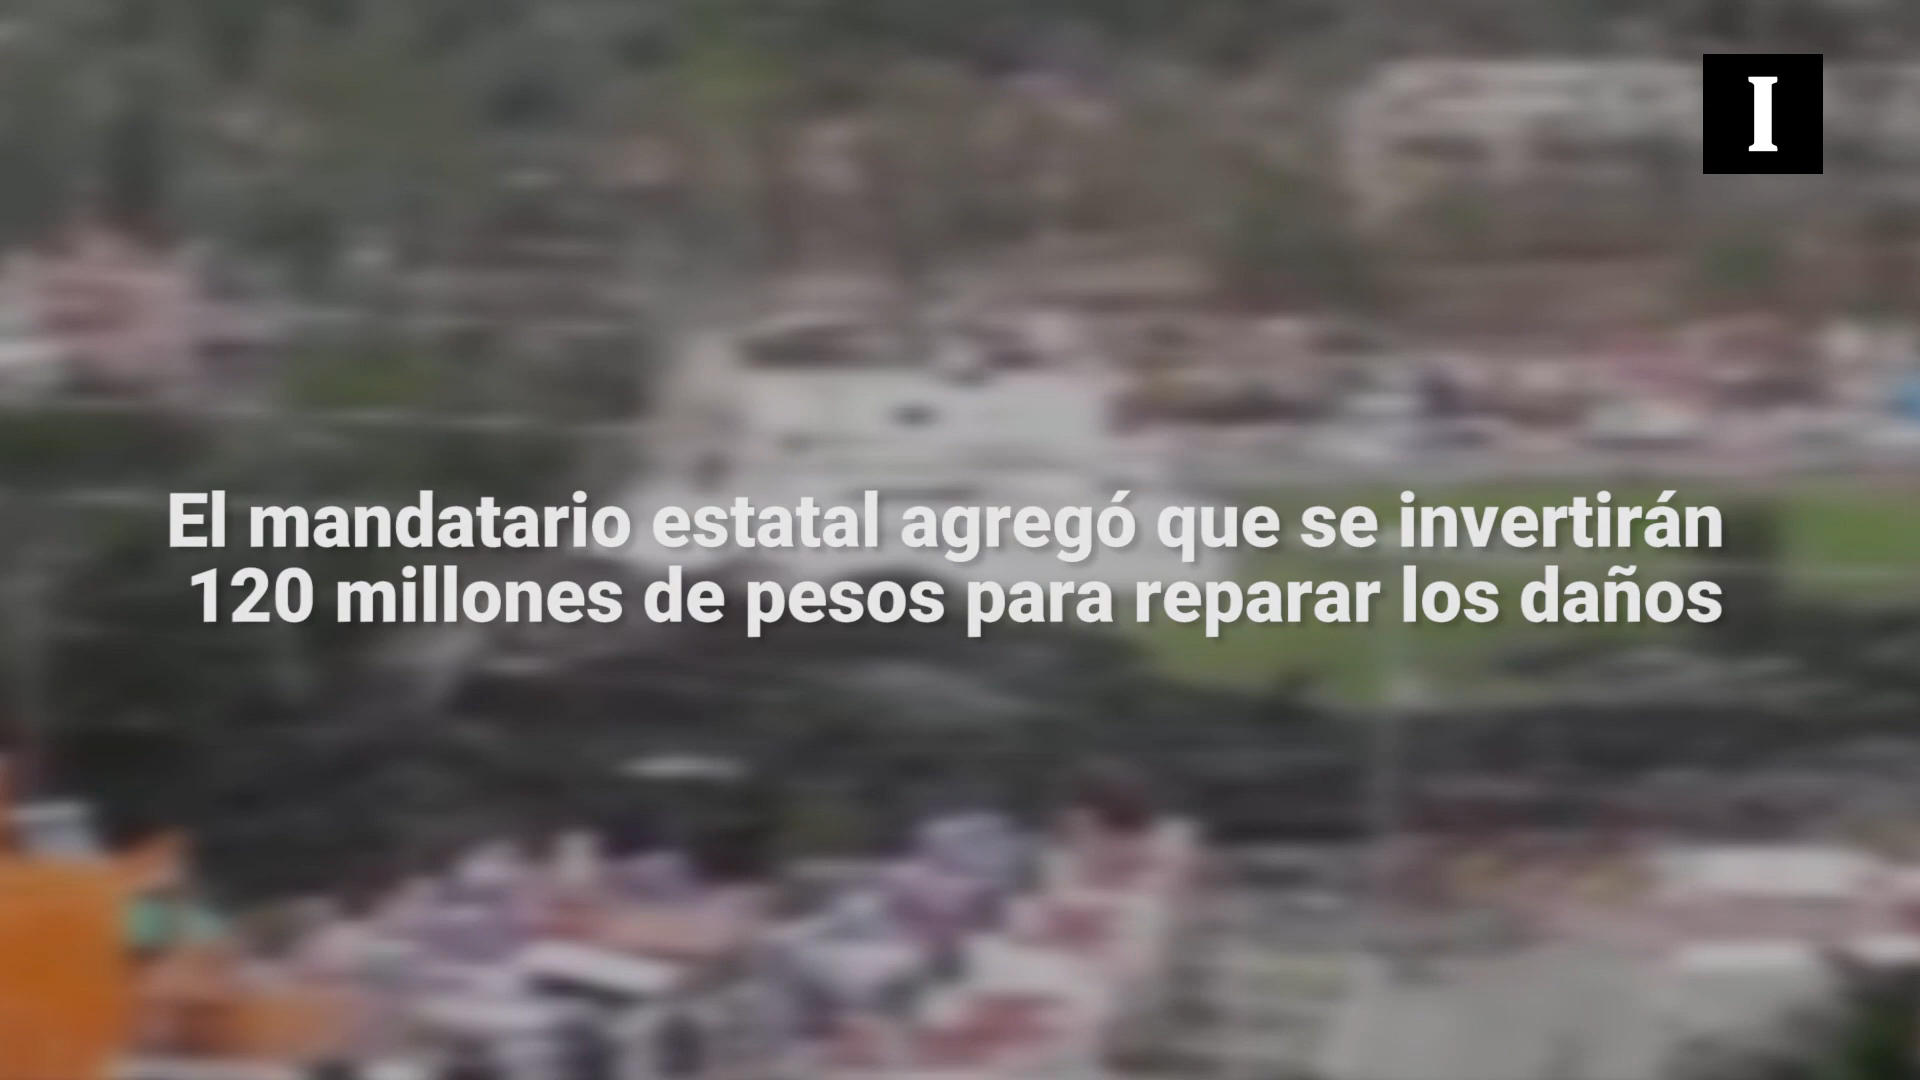 I
El mandatario estatal agregó que se invertirán
120 millones de pesos para reparar los daños